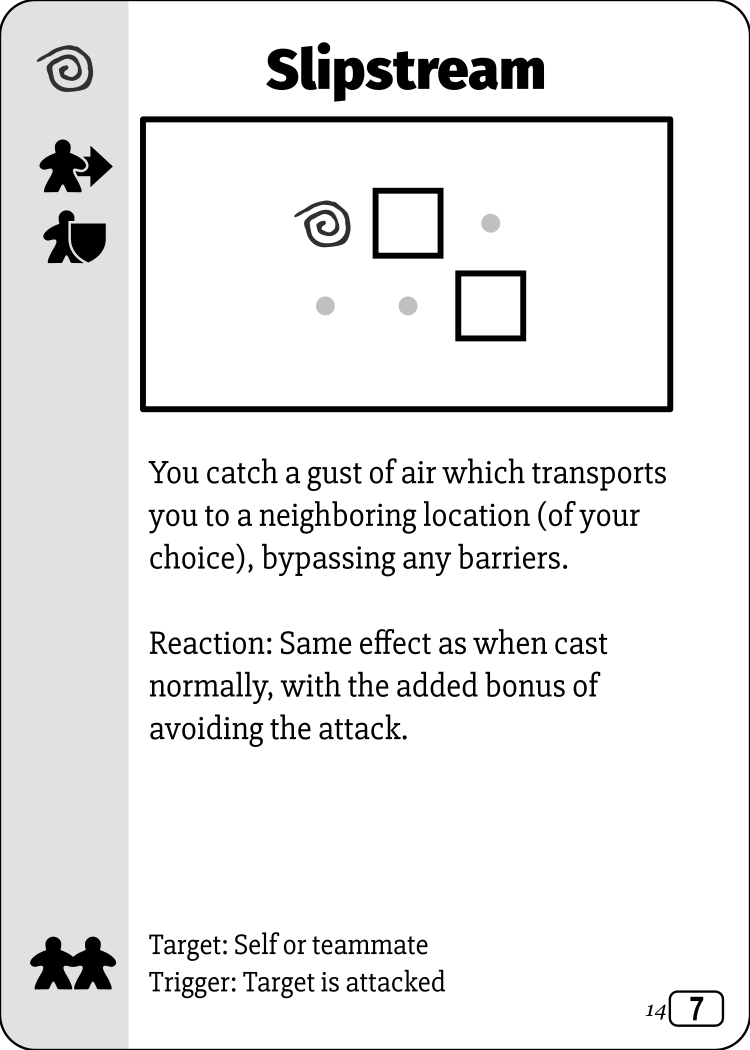 Slipstream
You catch a gust of air which transports
you to a neighboring location (of your
choice), bypassing any barriers.
Reaction: Same effect as when cast
normally, with the added bonus of
avoiding the attack.
Target: Self or teammate
Trigger: Target is attacked
14 7